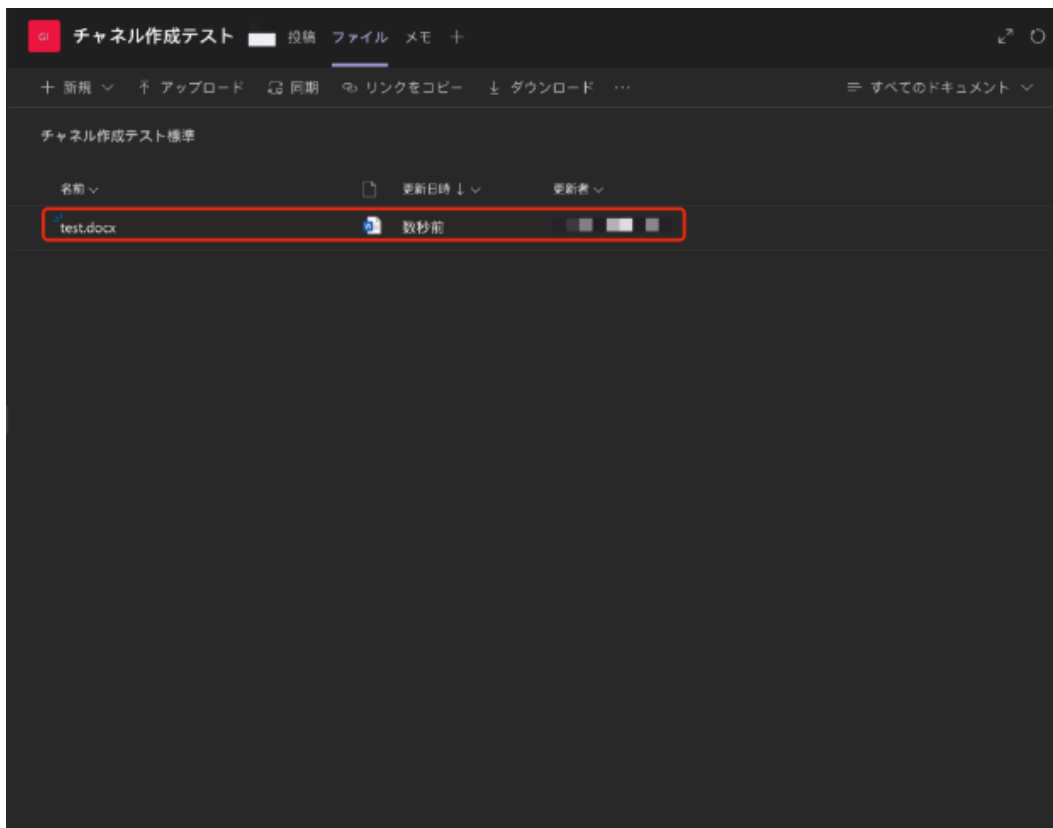 GI チャネル作成テスト 投稿 ファイル メモ
新規 アップロード 同期 リンクをコピー ダウンロード … すべてのドキュメント
チャネル作成テスト標準
名前 更新日時 ↓ 更新者
test.docx 数秒前